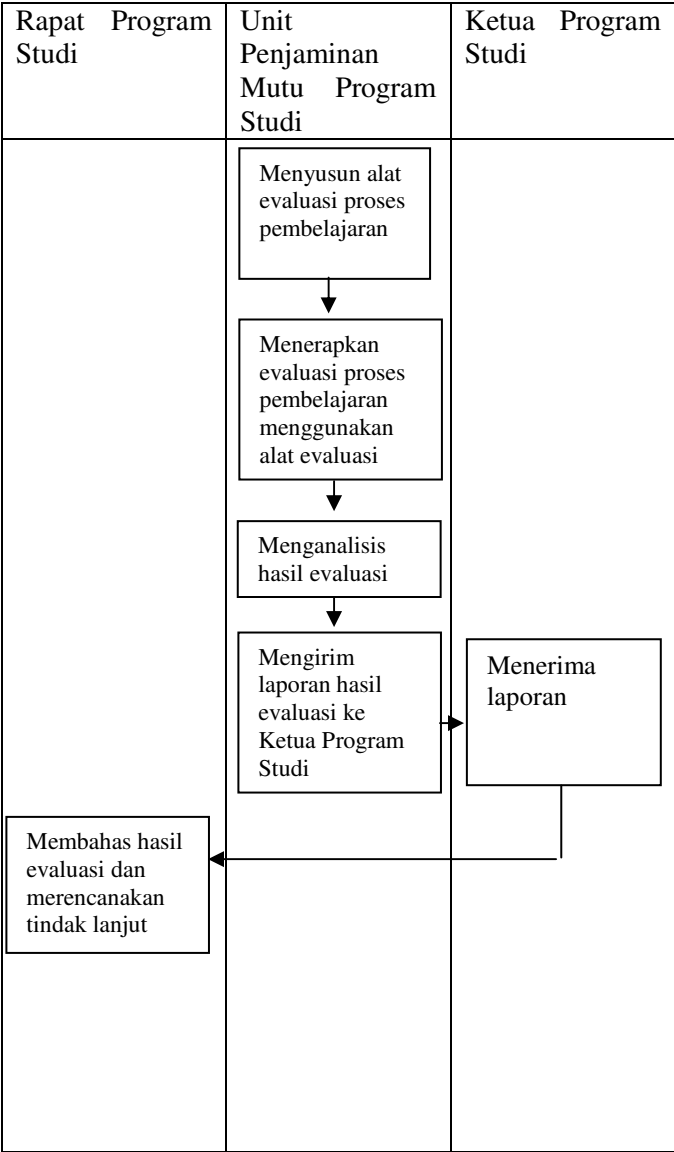 Rapat Program
Studi
Unit
Penjaminan
Mutu Program
Studi
Ketua Program
Studi
Menyusun alat
evaluasi proses
pembelajaran
Menerapkan
evaluasi proses
pembelajaran
menggunakan
alat evaluasi
Menganalisis
hasil evaluasi
Mengirim
laporan hasil
evaluasi ke
Ketua Program
Studi
Menerima
laporan
Membahas hasil
evaluasi dan
merencanakan
tindak lanjut